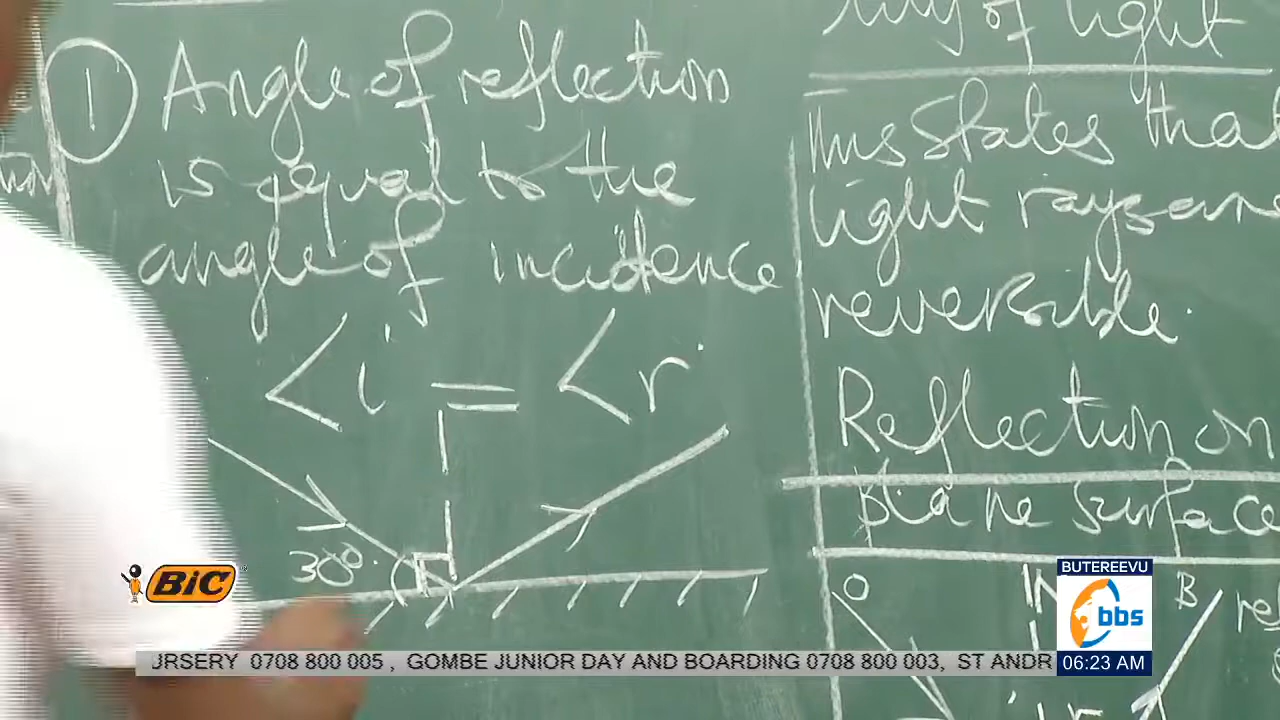 1 Angle of reflection
is equal to the
angle of incidence
<i = <r
30°
lity of light
This states that
light rays are
reversible.
Reflection on
plane surface
O
B
i r
BiC
BUTEREEVU
bbs
06:23 AM
URSERY 0708 800 005 , GOMBE JUNIOR DAY AND BOARDING 0708 800 003, ST ANDR